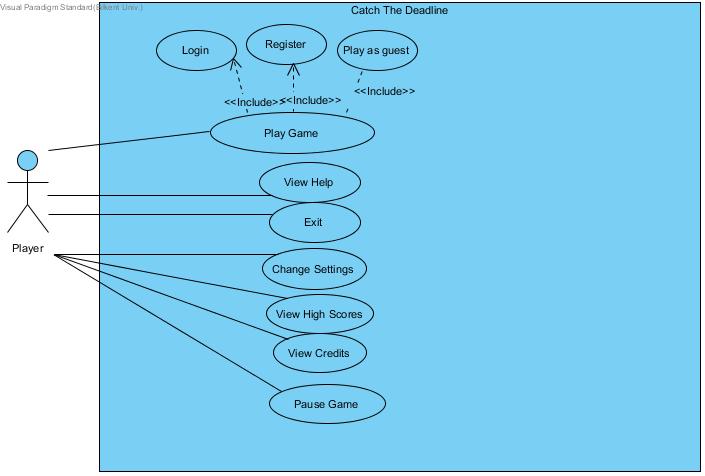 Visual Paradigm Standard(Bilkent Univ.)
Catch The Deadline
Login
Register
Play as guest
<<Include>>
<<Include>>
<<Include>>
Play Game
View Help
Exit
Player
Change Settings
View High Scores
View Credits
Pause Game